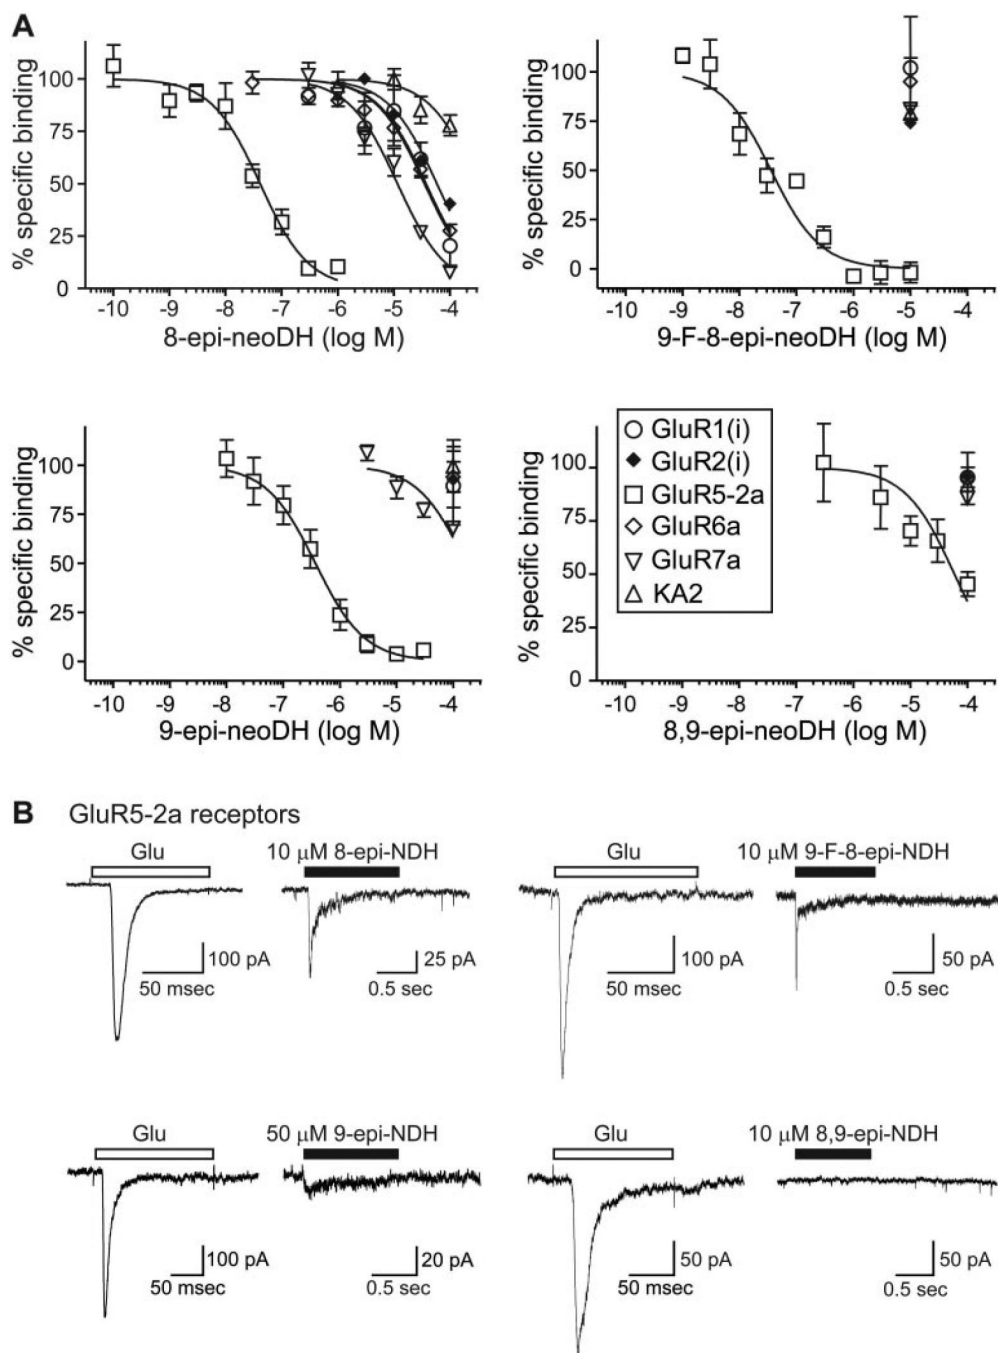 A
% specific binding
100
75
50
25
0
-10 -9 -8 -7 -6 -5 -4
8-epi-neoDH (log M)
% specific binding
100
75
50
25
0
-10 -9 -8 -7 -6 -5 -4
9-F-8-epi-neoDH (log M)
% specific binding
100
75
50
25
0
-10 -9 -8 -7 -6 -5 -4
9-epi-neoDH (log M)
% specific binding
100
75
50
25
0
-10 -9 -8 -7 -6 -5 -4
8,9-epi-neoDH (log M)
GluR1(i)
GluR2(i)
GluR5-2a
GluR6a
GluR7a
KA2
B GluR5-2a receptors
Glu
100 pA
50 msec
10 μM 8-epi-NDH
25 pA
0.5 sec
Glu
100 pA
50 msec
10 μM 9-F-8-epi-NDH
50 pA
0.5 sec
Glu
100 pA
50 msec
50 μM 9-epi-NDH
20 pA
0.5 sec
Glu
50 pA
50 msec
10 μM 8,9-epi-NDH
50 pA
0.5 sec